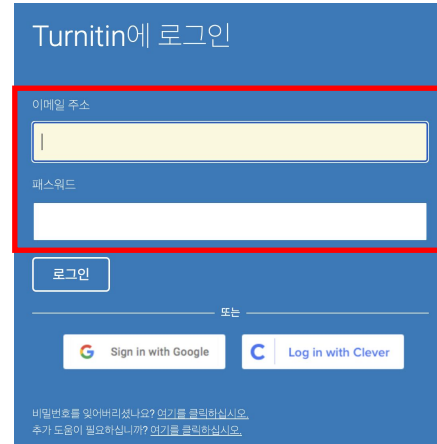 Turnitin에 로그인
이메일 주소
패스워드
로그인
또는
G Sign in with Google
C Log in with Clever
비밀번호를 잊어버리셨나요? 여기를 클릭하십시오.
추가 도움이 필요하십니까? 여기를 클릭하십시오.